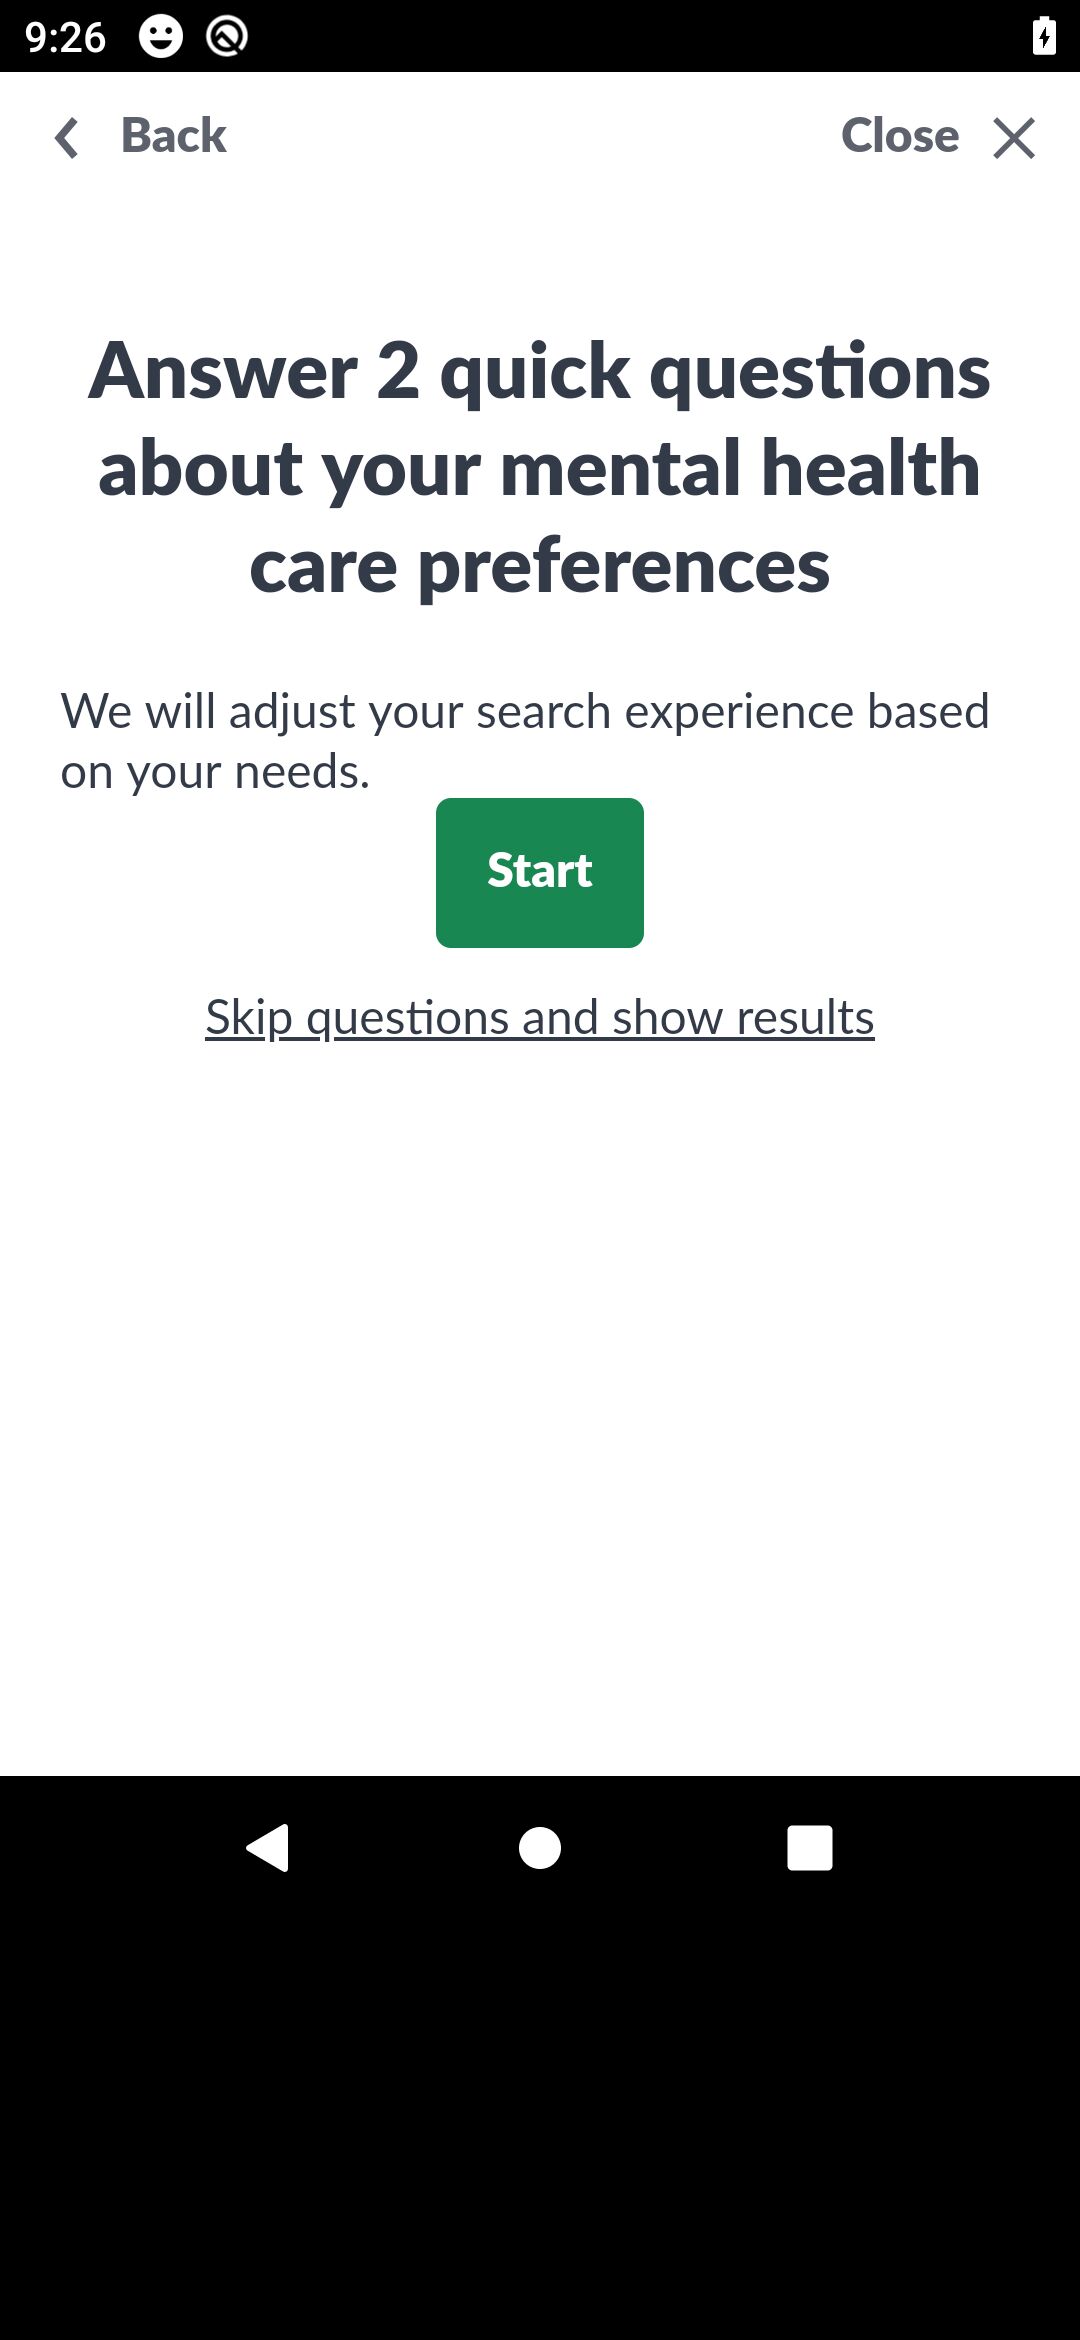 9:26
Back
Close
Answer 2 quick questions
about your mental health
care preferences
We will adjust your search experience based
on your needs.
Start
Skip questions and show results